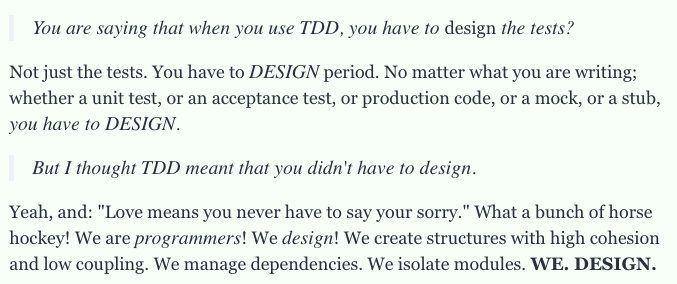 You are saying that when you use TDD, you have to design the tests?
Not just the tests. You have to DESIGN period. No matter what you are writing;
whether a unit test, or an acceptance test, or production code, or a mock, or a stub,
you have to DESIGN.
But I thought TDD meant that you didn't have to design.
Yeah, and: "Love means you never have to say your sorry." What a bunch of horse
hockey! We are programmers! We design! We create structures with high cohesion
and low coupling. We manage dependencies. We isolate modules. WE. DESIGN.